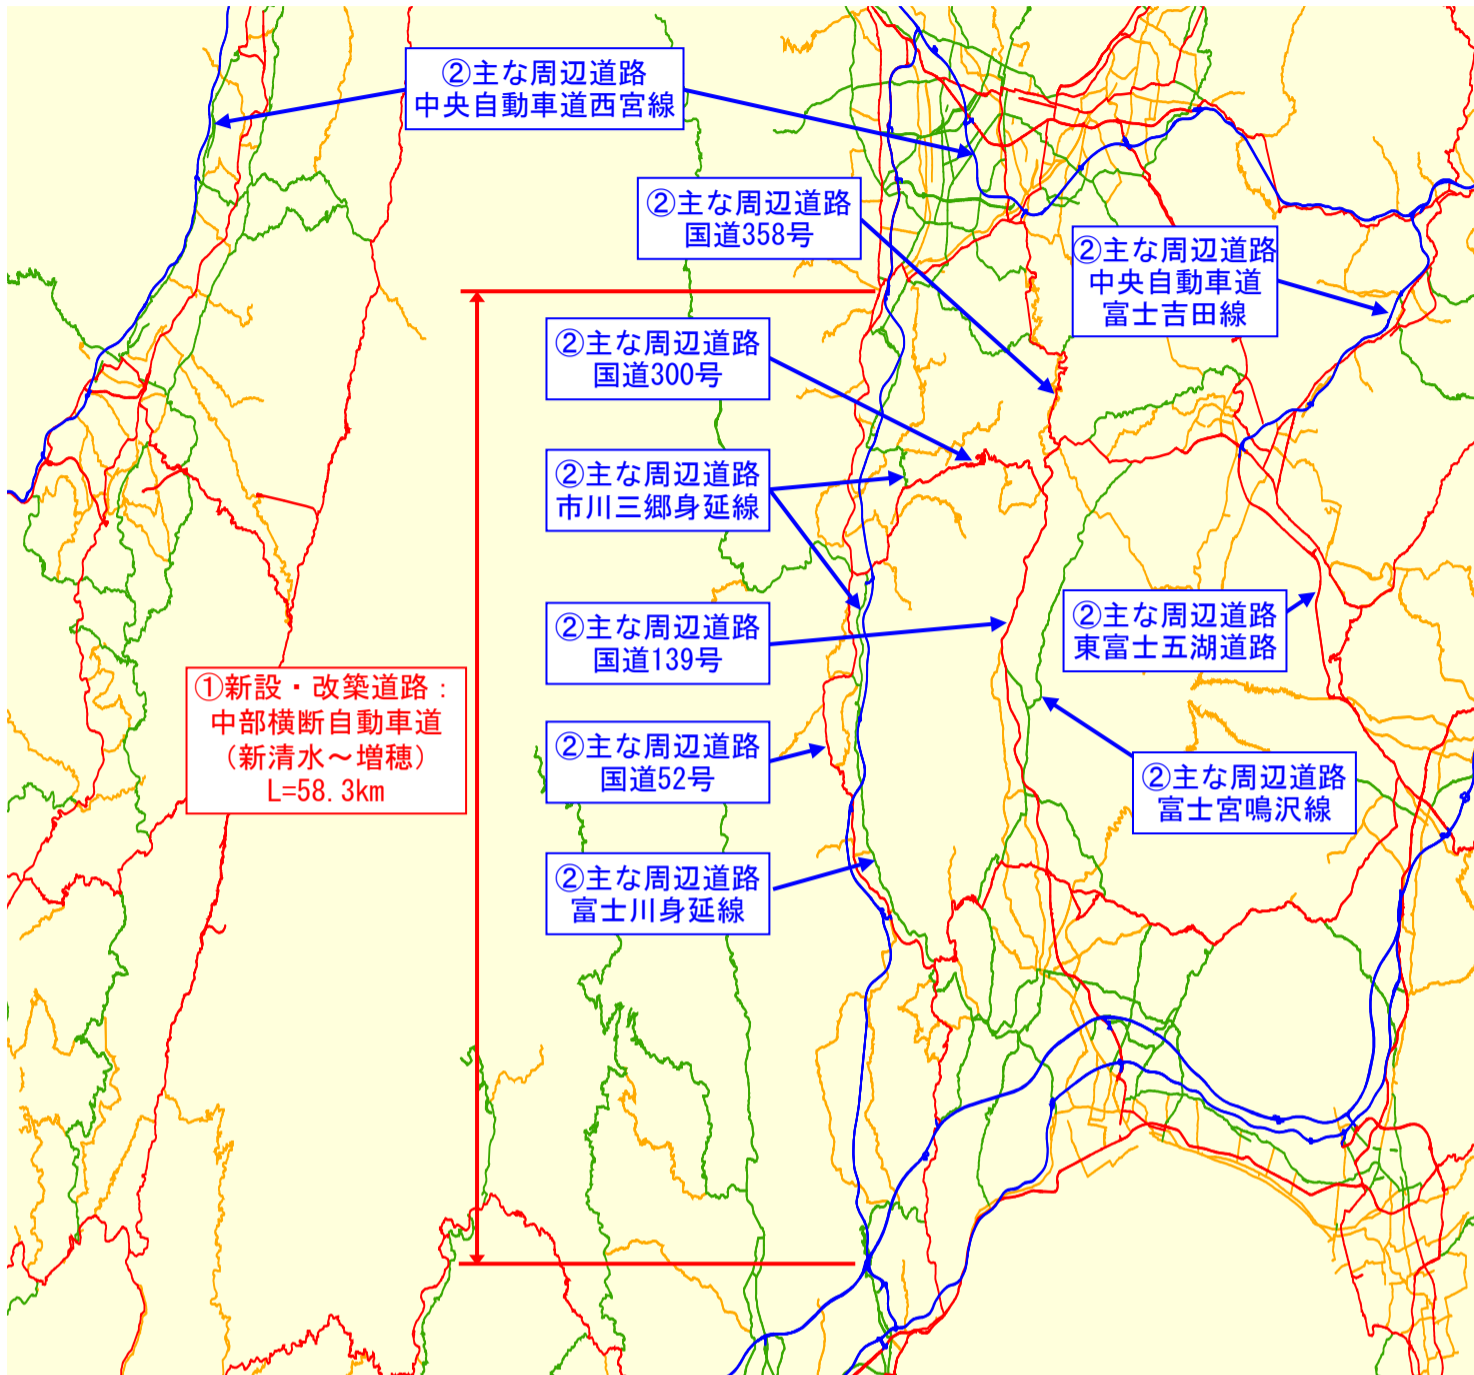 ②主な周辺道路
中央自動車道西宮線
②主な周辺道路
国道358号
②主な周辺道路
中央自動車道
富士吉田線
②主な周辺道路
国道300号
②主な周辺道路
市川三郷身延線
②主な周辺道路
国道139号
②主な周辺道路
東富士五湖道路
①新設・改築道路：
中部横断自動車道
（新清水～増穂）
L=58.3km
②主な周辺道路
国道52号
②主な周辺道路
富士宮鳴沢線
②主な周辺道路
富士川身延線